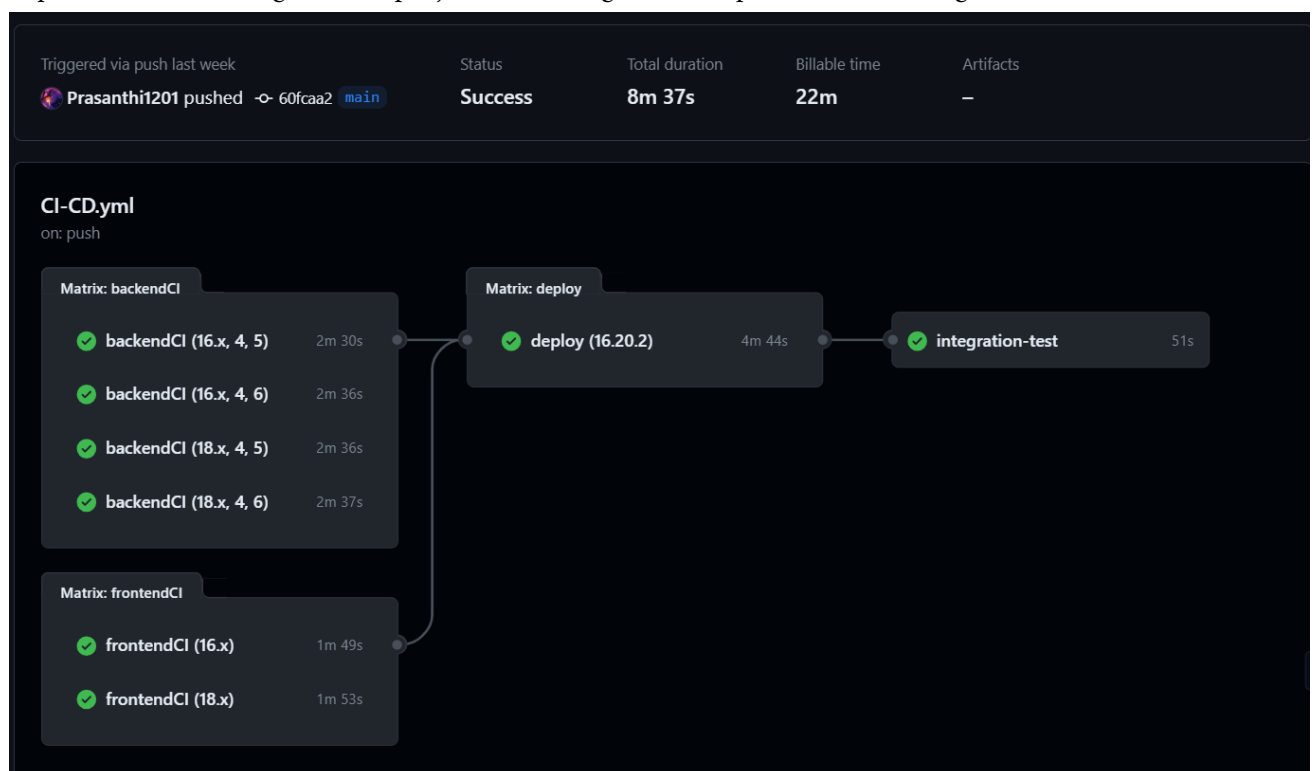 Triggered via push last week
Prasanthi1201 pushed 60fcaa2 main
Status
Success
Total duration
8m 37s
Billable time
22m
Artifacts
–
CI-CD.yml
on: push
Matrix: backendCI
backendCI (16.x, 4, 5) 2m 30s
backendCI (16.x, 4, 6) 2m 36s
backendCI (18.x, 4, 5) 2m 36s
backendCI (18.x, 4, 6) 2m 37s
Matrix: frontendCI
frontendCI (16.x) 1m 49s
frontendCI (18.x) 1m 53s
Matrix: deploy
deploy (16.20.2) 4m 44s
integration-test 51s